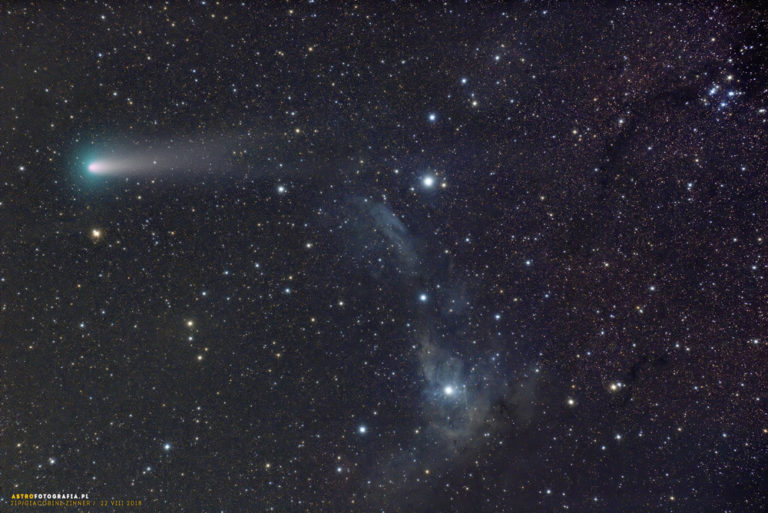 ASTROFOTOGRAFIA.PL
21P/GIACOBINI-ZINNER / 22 VIII 2018